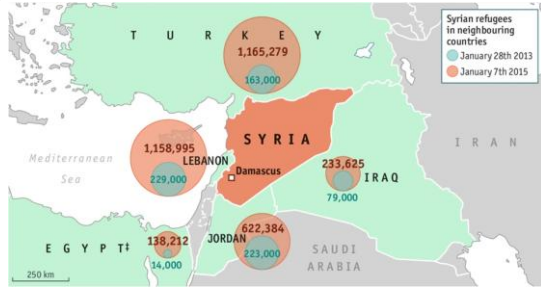 Syrian refugees
in neighbouring
countries
January 28th 2013
January 7th 2015
T U R K E Y
1,165,279
163,000
1,158,995
LEBANON
229,000
S Y R I A
Damascus
Mediterranean
Sea
233,625
I R A Q
79,000
I R A N
E G Y P T‡
138,212
14,000
JORDAN
622,384
223,000
SAUDI
ARABIA
250 km